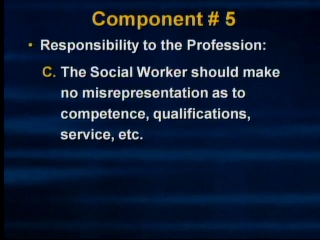 Component # 5
• Responsibility to the Profession:
C. The Social Worker should make
no misrepresentation as to
competence, qualifications,
service, etc.